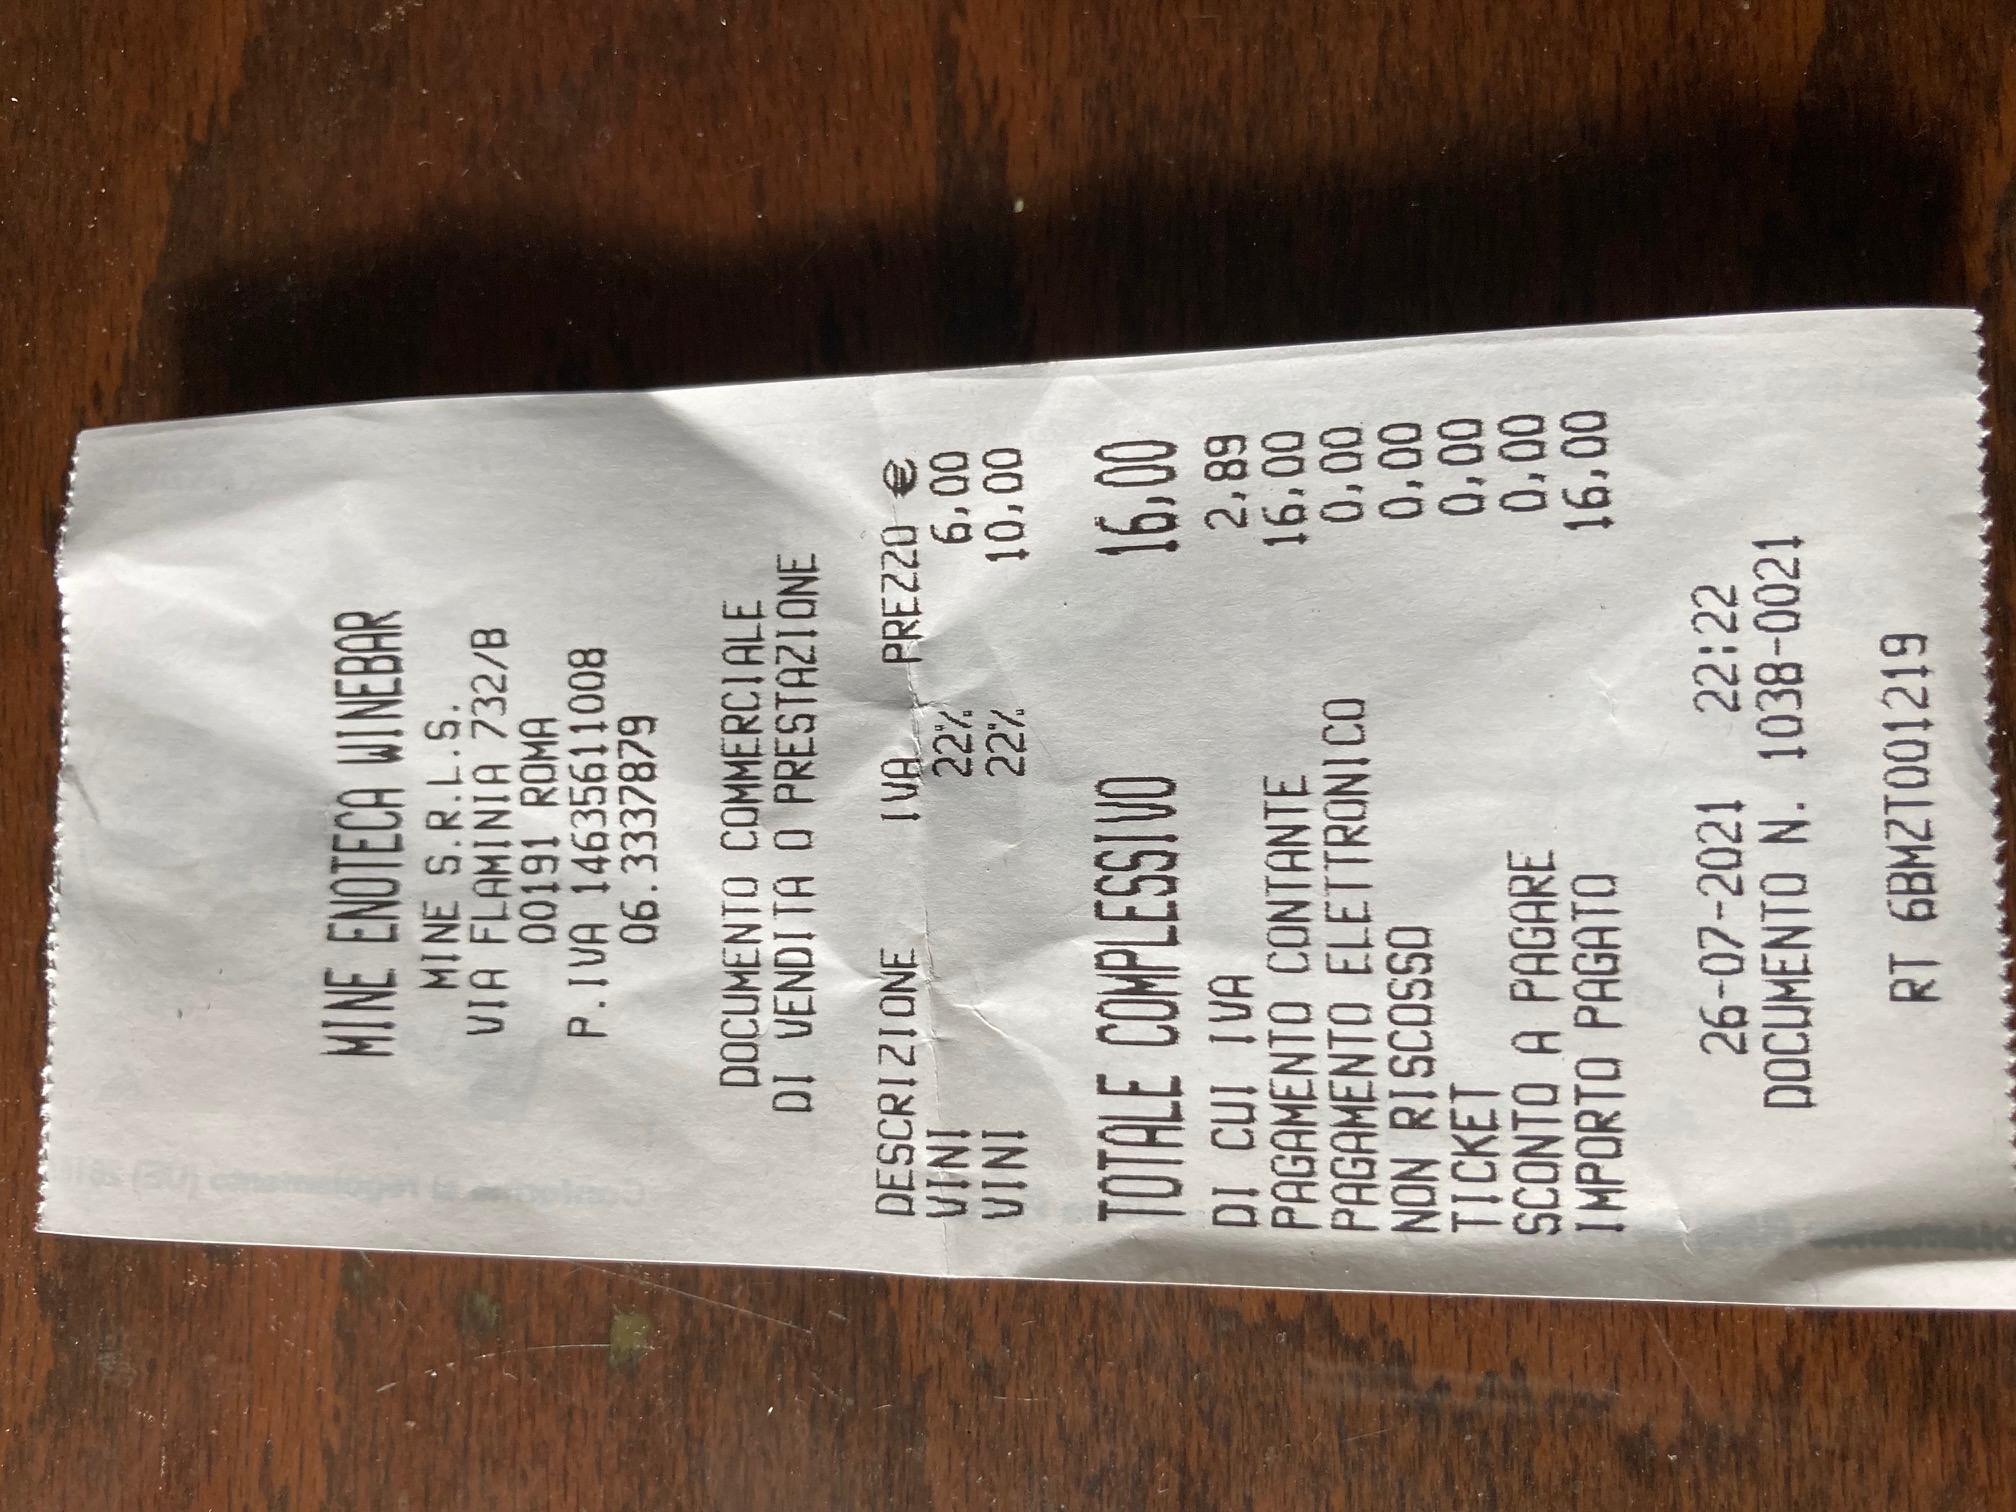 MINE ENOTECA WINEBAR
MINE S.R.L.S.
VIA FLAMINIA 732/B
00191 ROMA
P.IVA 14635611008
06.3337879
DOCUMENTO COMMERCIALE
DI VENDITA O PRESTAZIONE
DESCRIZIONE IVA PREZZO €
VINI 22% 6,00
VINI 22% 10,00
TOTALE COMPLESSIVO 16,00
DI CUI IVA 2,89
PAGAMENTO CONTANTE 16,00
PAGAMENTO ELETTRONICO 0,00
NON RISCOSSO 0,00
TICKET 0,00
SCONTO A PAGARE 0,00
IMPORTO PAGATO 16,00
26-07-2021 22:22
DOCUMENTO N. 1038-0021
RT 6BMZT001219